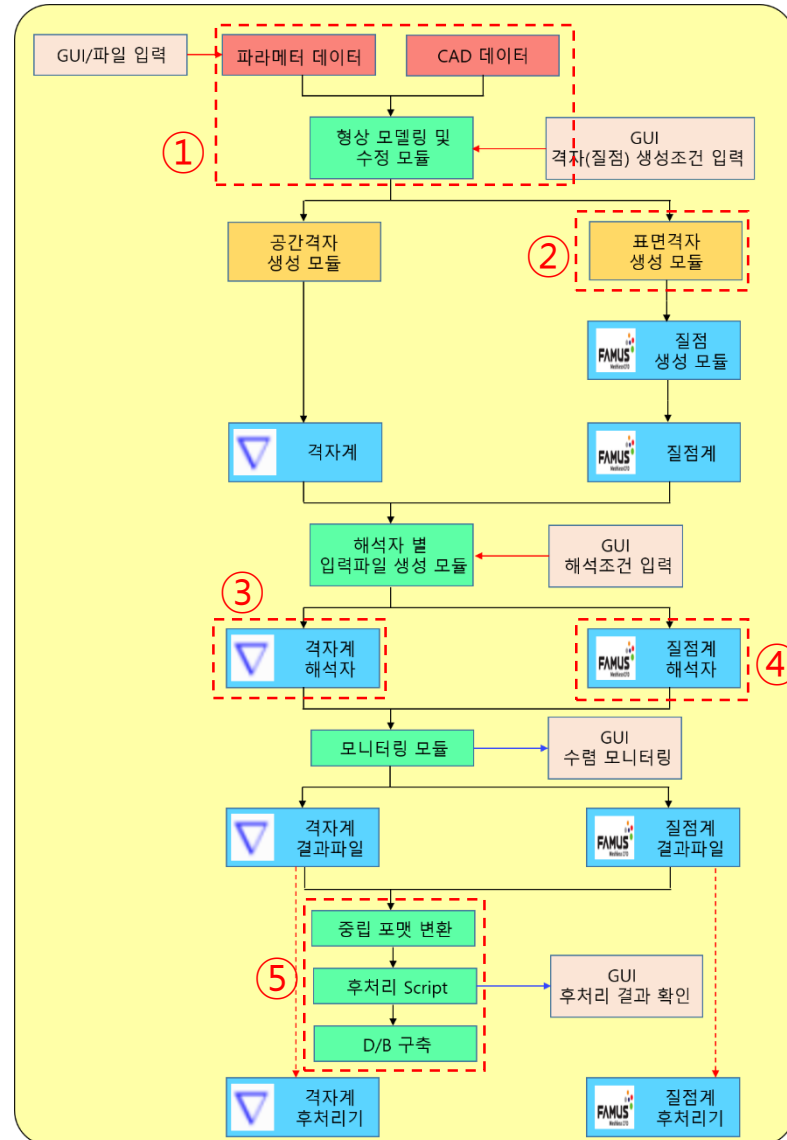 GUI/파일 입력
파라메터 데이터
CAD 데이터
①
형상 모델링 및
수정 모듈
GUI
격자(질점) 생성조건 입력
공간격자
생성 모듈
②
표면격자
생성 모듈
FAMUS
질점
생성 모듈
격자계
FAMUS
질점계
해석자 별
입력파일 생성 모듈
GUI
해석조건 입력
③
격자계
해석자
FAMUS
질점계
해석자
④
모니터링 모듈
GUI
수렴 모니터링
격자계
결과파일
FAMUS
질점계
결과파일
중립 포맷 변환
⑤
후처리 Script
GUI
후처리 결과 확인
D/B 구축
격자계
후처리기
FAMUS
질점계
후처리기